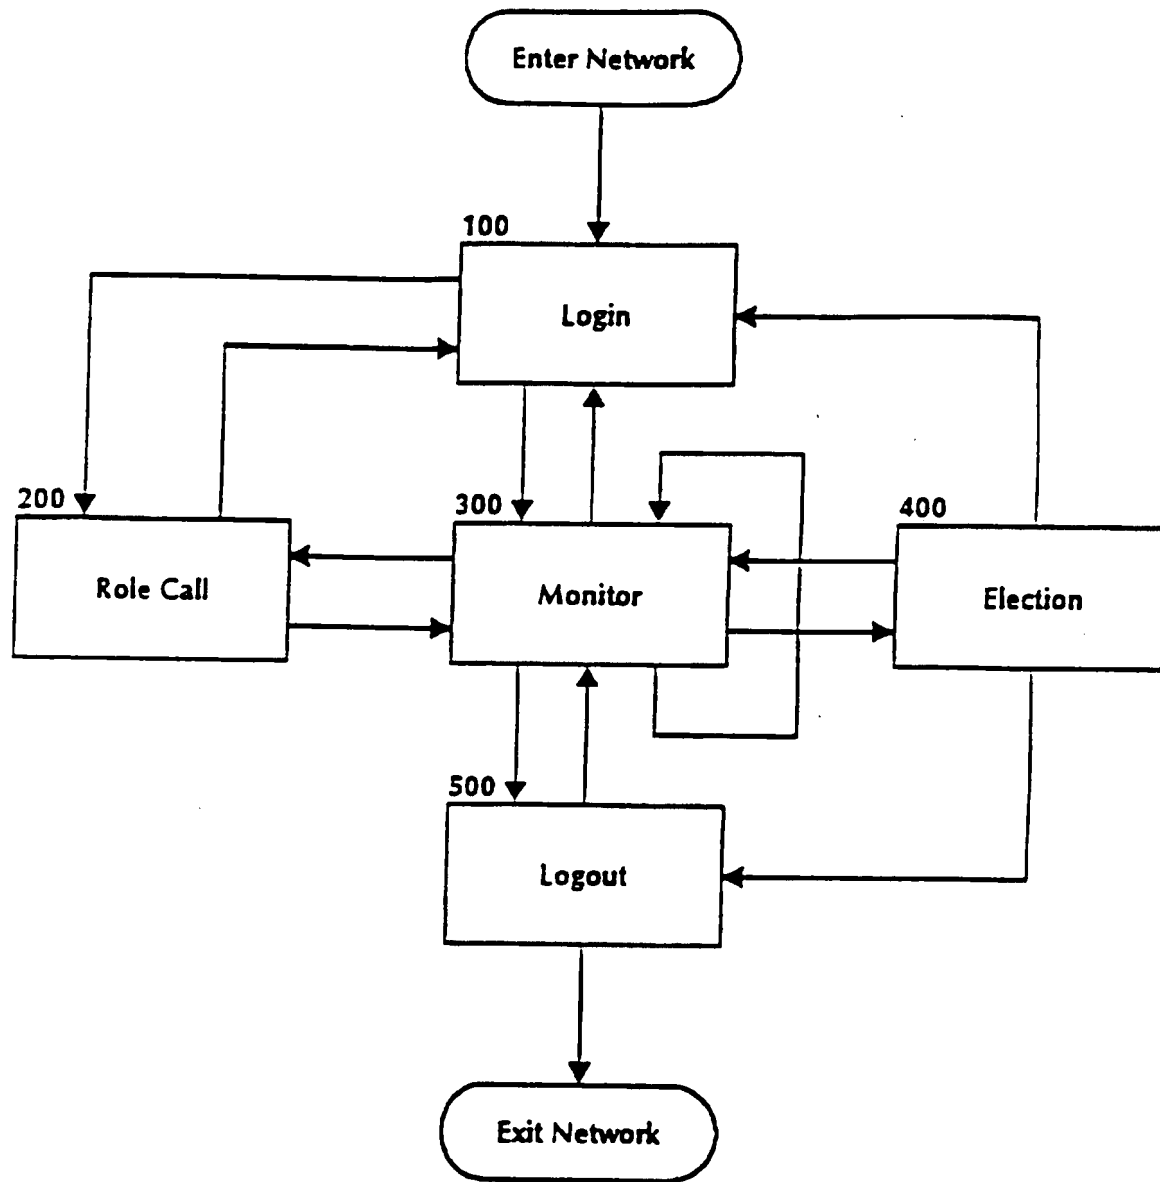 Enter Network
100
Login
200
Role Call
300
Monitor
400
Election
500
Logout
Exit Network